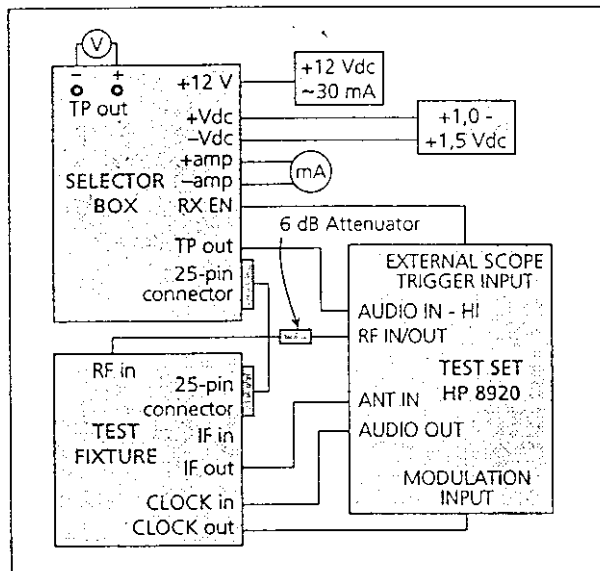 V
− +
TP out
+12 V
+Vdc
−Vdc
+amp
−amp
RX EN
TP out
25-pin
connector
SELECTOR
BOX
+12 Vdc
~30 mA
+1,0 -
+1,5 Vdc
mA
6 dB Attenuator
EXTERNAL SCOPE
TRIGGER INPUT
AUDIO IN - HI
RF IN/OUT
TEST SET
HP 8920
ANT IN
AUDIO OUT
MODULATION
INPUT
RF in
25-pin
connector
TEST
FIXTURE
IF in
IF out
CLOCK in
CLOCK out